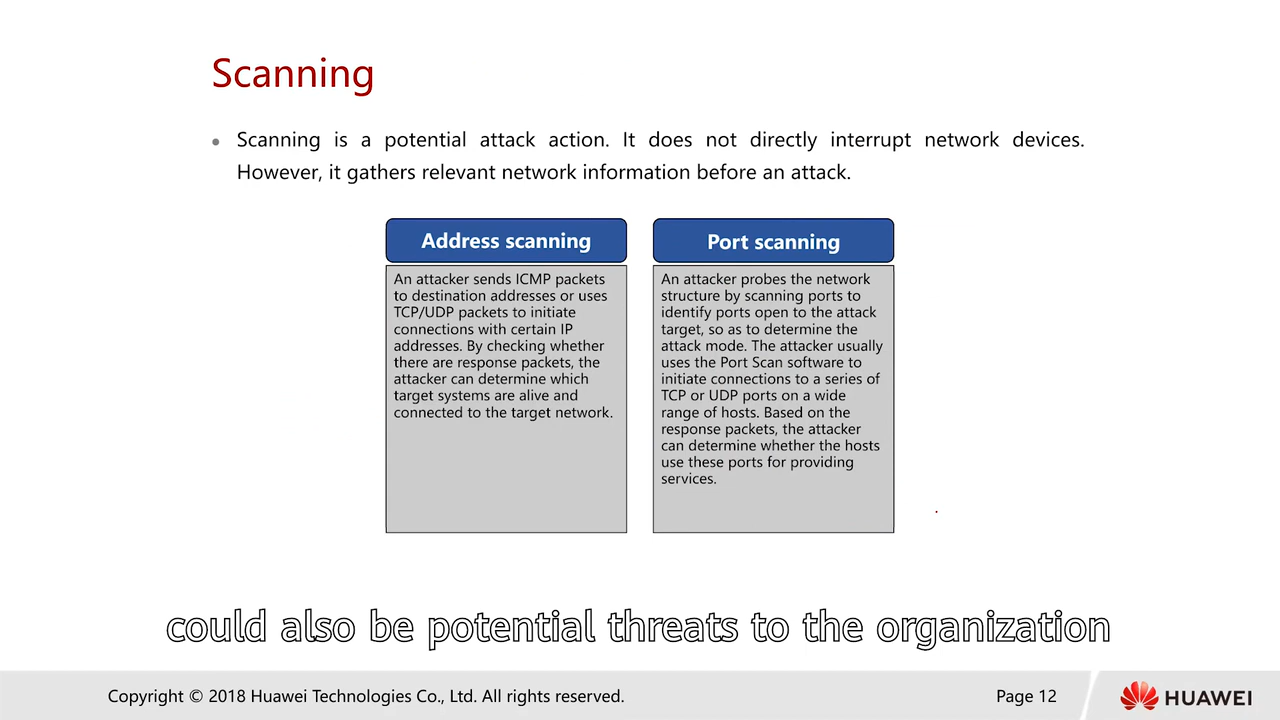 Scanning
Scanning is a potential attack action. It does not directly interrupt network devices.
However, it gathers relevant network information before an attack.
Address scanning
An attacker sends ICMP packets
to destination addresses or uses
TCP/UDP packets to initiate
connections with certain IP
addresses. By checking whether
there are response packets, the
attacker can determine which
target systems are alive and
connected to the target network.
Port scanning
An attacker probes the network
structure by scanning ports to
identify ports open to the attack
target, so as to determine the
attack mode. The attacker usually
uses the Port Scan software to
initiate connections to a series of
TCP or UDP ports on a wide
range of hosts. Based on the
response packets, the attacker
can determine whether the hosts
use these ports for providing
services.
could also be potential threats to the organization
Copyright © 2018 Huawei Technologies Co., Ltd. All rights reserved.
Page 12
HUAWEI